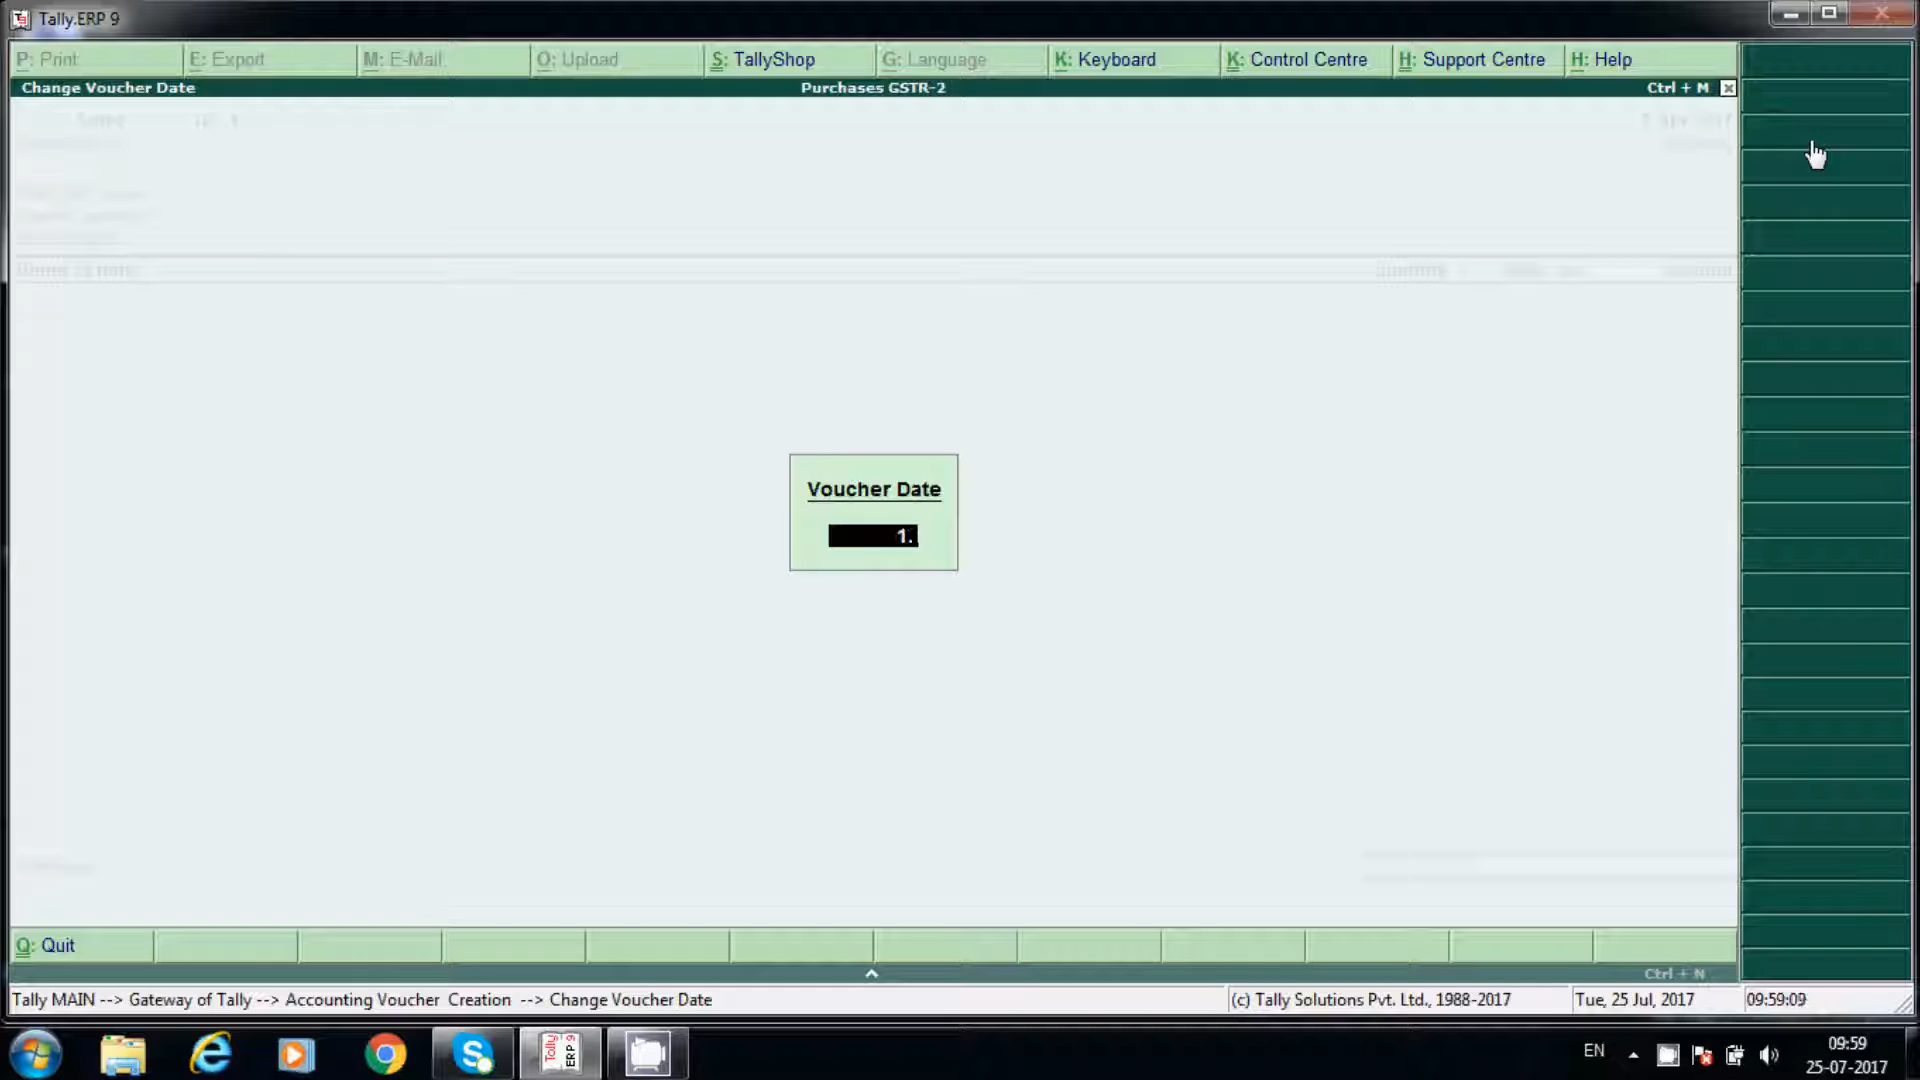 Tally.ERP 9
P: Print E: Export M: E-Mail O: Upload S: TallyShop G: Language K: Keyboard K: Control Centre H: Support Centre H: Help
Change Voucher Date Purchases GSTR-2 Ctrl + M
Voucher Date
1.
Q: Quit
Ctrl + N
Tally MAIN --> Gateway of Tally --> Accounting Voucher Creation --> Change Voucher Date (c) Tally Solutions Pvt. Ltd., 1988-2017 Tue, 25 Jul, 2017 09:59:09
Tally ERP 9
EN 09:59
25-07-2017